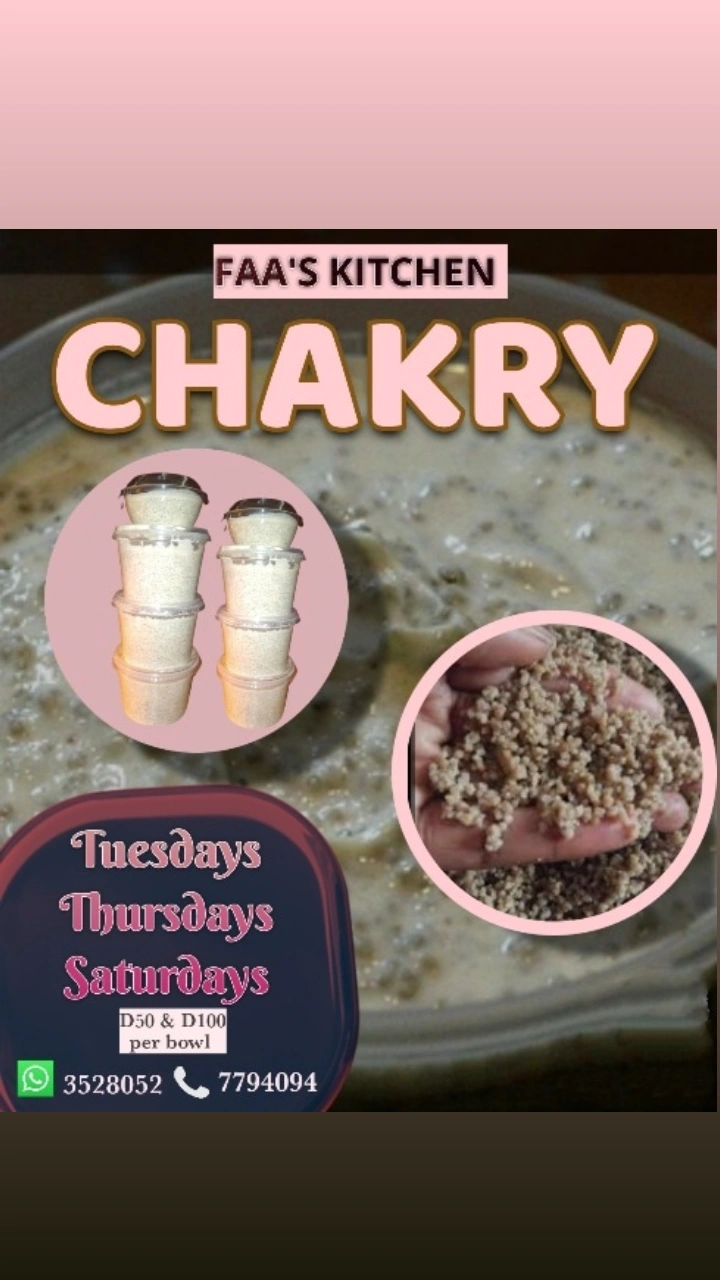 FAA'S KITCHEN
CHAKRY
Tuesdays
Thursdays
Saturdays
D50 & D100
per bowl
3528052 7794094